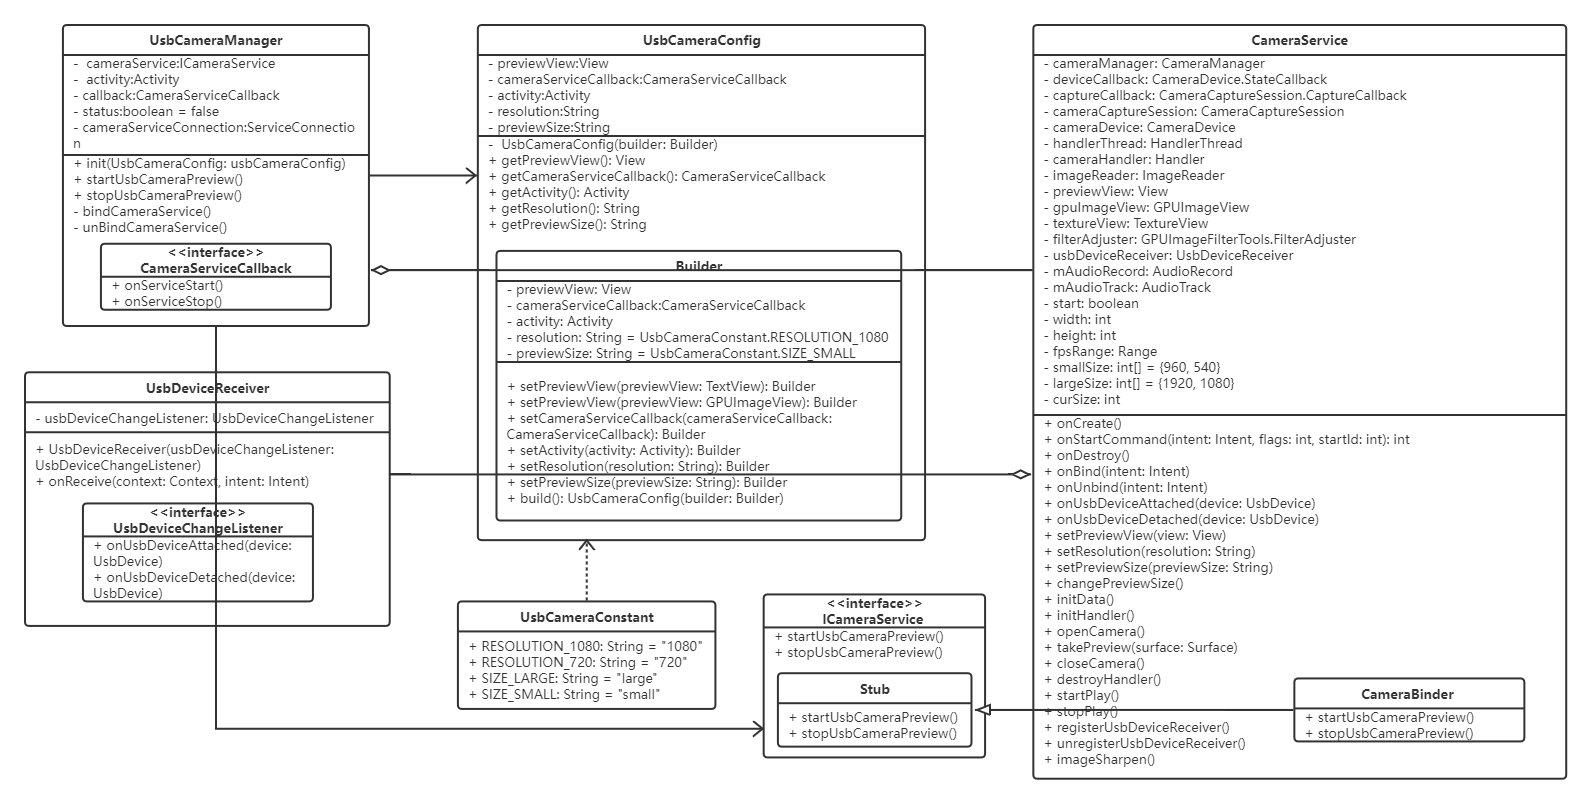 UsbCameraManager
- cameraService:ICameraService
- activity:Activity
- callback:CameraServiceCallback
- status:boolean = false
- cameraServiceConnection:ServiceConnectio
n
+ init(UsbCameraConfig: usbCameraConfig)
+ startUsbCameraPreview()
+ stopUsbCameraPreview()
- bindCameraService()
- unBindCameraService()
<<interface>>
CameraServiceCallback
+ onServiceStart()
+ onServiceStop()
UsbDeviceReceiver
- usbDeviceChangeListener: UsbDeviceChangeListener
+ UsbDeviceReceiver(usbDeviceChangeListener:
UsbDeviceChangeListener)
+ onReceive(context: Context, intent: Intent)
<<interface>>
UsbDeviceChangeListener
+ onUsbDeviceAttached(device:
UsbDevice)
+ onUsbDeviceDetached(device:
UsbDevice)
UsbCameraConfig
- previewView:View
- cameraServiceCallback:CameraServiceCallback
- activity:Activity
- resolution:String
- previewSize:String
- UsbCameraConfig(builder: Builder)
+ getPreviewView(): View
+ getCameraServiceCallback(): CameraServiceCallback
+ getActivity(): Activity
+ getResolution(): String
+ getPreviewSize(): String
Builder
- previewView: View
- cameraServiceCallback:CameraServiceCallback
- activity: Activity
- resolution: String = UsbCameraConstant.RESOLUTION_1080
- previewSize: String = UsbCameraConstant.SIZE_SMALL
+ setPreviewView(previewView: TextView): Builder
+ setPreviewView(previewView: GPUImageView): Builder
+ setCameraServiceCallback(cameraServiceCallback:
CameraServiceCallback): Builder
+ setActivity(activity: Activity): Builder
+ setResolution(resolution: String): Builder
+ setPreviewSize(previewSize: String): Builder
+ build(): UsbCameraConfig(builder: Builder)
UsbCameraConstant
+ RESOLUTION_1080: String = "1080"
+ RESOLUTION_720: String = "720"
+ SIZE_LARGE: String = "large"
+ SIZE_SMALL: String = "small"
<<interface>>
ICameraService
+ startUsbCameraPreview()
+ stopUsbCameraPreview()
Stub
+ startUsbCameraPreview()
+ stopUsbCameraPreview()
CameraService
- cameraManager: CameraManager
- deviceCallback: CameraDevice.StateCallback
- captureCallback: CameraCaptureSession.CaptureCallback
- cameraCaptureSession: CameraCaptureSession
- cameraDevice: CameraDevice
- handlerThread: HandlerThread
- cameraHandler: Handler
- imageReader: ImageReader
- previewView: View
- gpuImageView: GPUImageView
- textureView: TextureView
- filterAdjuster: GPUImageFilterTools.FilterAdjuster
- usbDeviceReceiver: UsbDeviceReceiver
- mAudioRecord: AudioRecord
- mAudioTrack: AudioTrack
- start: boolean
- width: int
- height: int
- fpsRange: Range
- smallSize: int[] = {960, 540}
- largeSize: int[] = {1920, 1080}
- curSize: int
+ onCreate()
+ onStartCommand(intent: Intent, flags: int, startId: int): int
+ onDestroy()
+ onBind(intent: Intent)
+ onUnbind(intent: Intent)
+ onUsbDeviceAttached(device: UsbDevice)
+ onUsbDeviceDetached(device: UsbDevice)
+ setPreviewView(view: View)
+ setResolution(resolution: String)
+ setPreviewSize(previewSize: String)
+ changePreviewSize()
+ initData()
+ initHandler()
+ openCamera()
+ takePreview(surface: Surface)
+ closeCamera()
+ destroyHandler()
+ startPlay()
+ stopPlay()
+ registerUsbDeviceReceiver()
+ unregisterUsbDeviceReceiver()
+ imageSharpen()
CameraBinder
+ startUsbCameraPreview()
+ stopUsbCameraPreview()